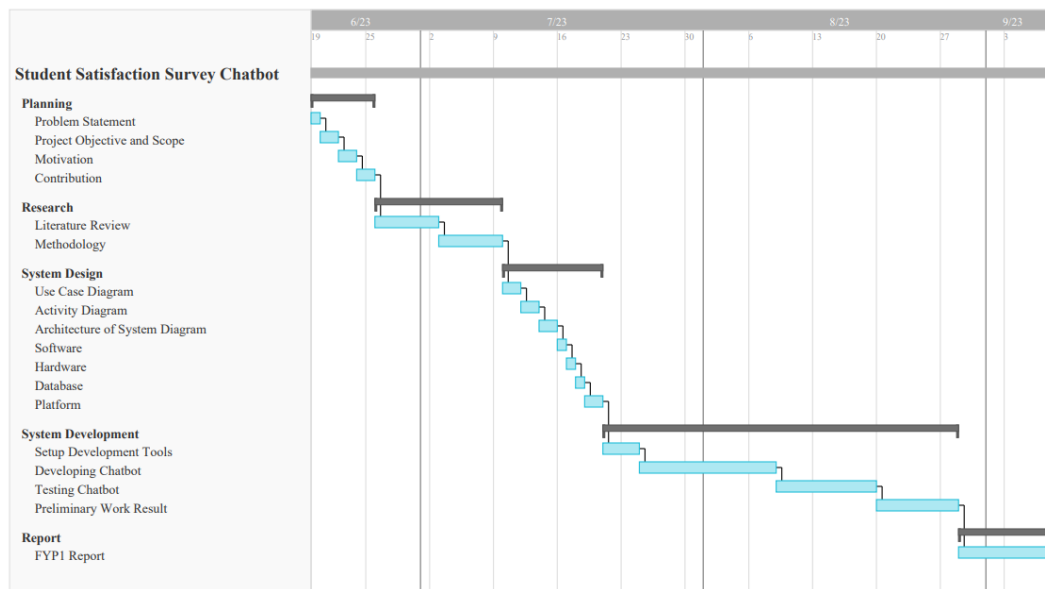 6/23 7/23 8/23 9/23
19 25 2 9 16 23 30 6 13 20 27 3
Student Satisfaction Survey Chatbot
Planning
Problem Statement
Project Objective and Scope
Motivation
Contribution
Research
Literature Review
Methodology
System Design
Use Case Diagram
Activity Diagram
Architecture of System Diagram
Software
Hardware
Database
Platform
System Development
Setup Development Tools
Developing Chatbot
Testing Chatbot
Preliminary Work Result
Report
FYP1 Report